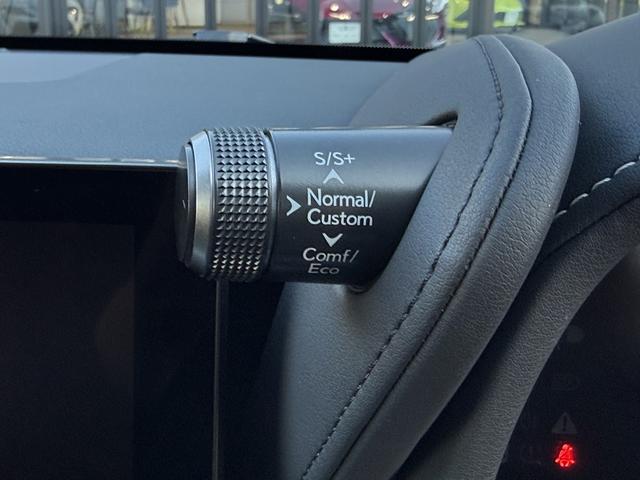 S/S+
Normal/
Custom
Comf/
Eco